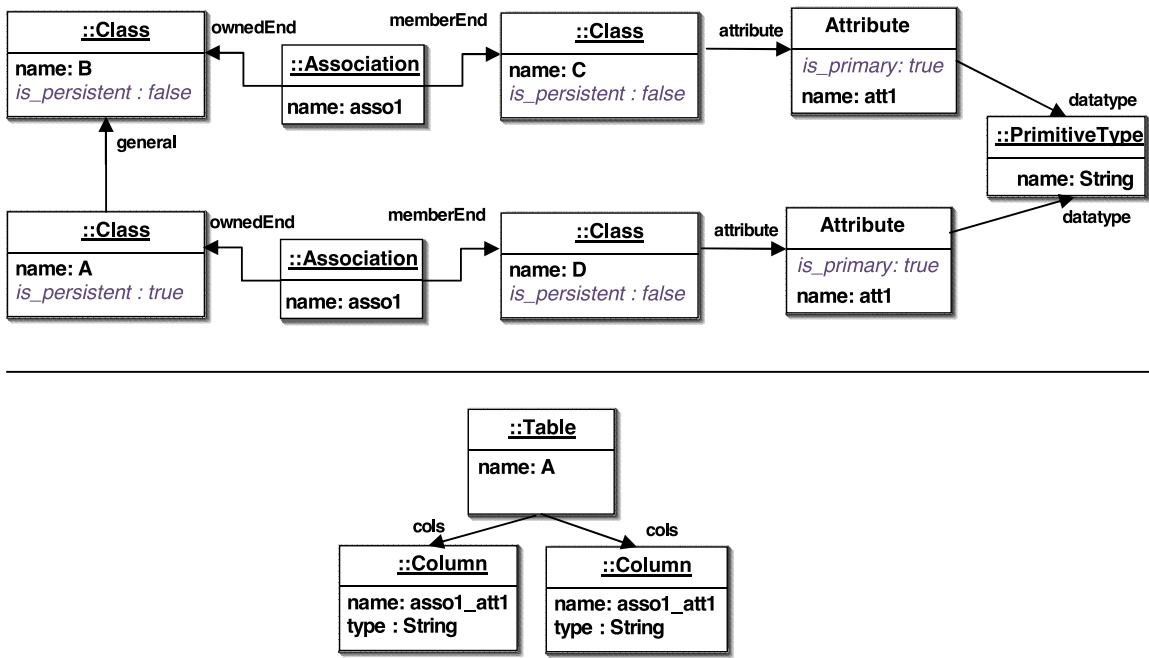 ::Class
name: B
is_persistent : false
ownedEnd
::Association
name: asso1
memberEnd
::Class
name: C
is_persistent : false
attribute
Attribute
is_primary: true
name: att1
datatype
::PrimitiveType
name: String
general
::Class
name: A
is_persistent : true
ownedEnd
::Association
name: asso1
memberEnd
::Class
name: D
is_persistent : false
attribute
Attribute
is_primary: true
name: att1
datatype
::Table
name: A
cols
cols
::Column
name: asso1_att1
type : String
::Column
name: asso1_att1
type : String